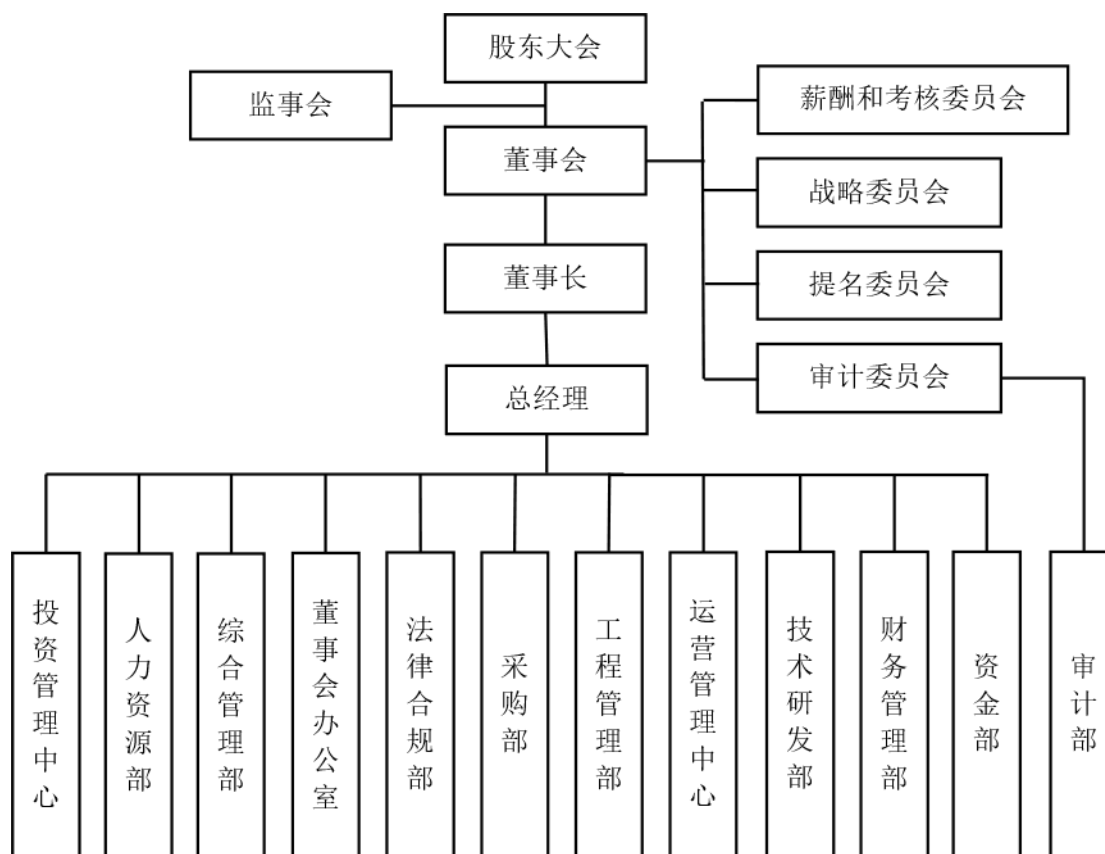 股东大会
监事会
薪酬和考核委员会
董事会
战略委员会
董事长
提名委员会
总经理
审计委员会
投资管理中心
人力资源部
综合管理部
董事会办公室
法律合规部
采购部
工程管理部
运营管理中心
技术研发部
财务管理部
资金部
审计部